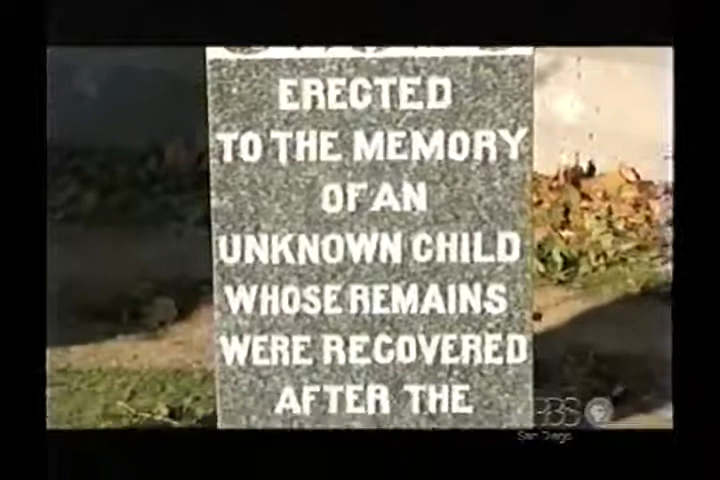 ERECTED
TO THE MEMORY
OF AN
UNKNOWN CHILD
WHOSE REMAINS
WERE RECOVERED
AFTER THE
PBS
San Diego